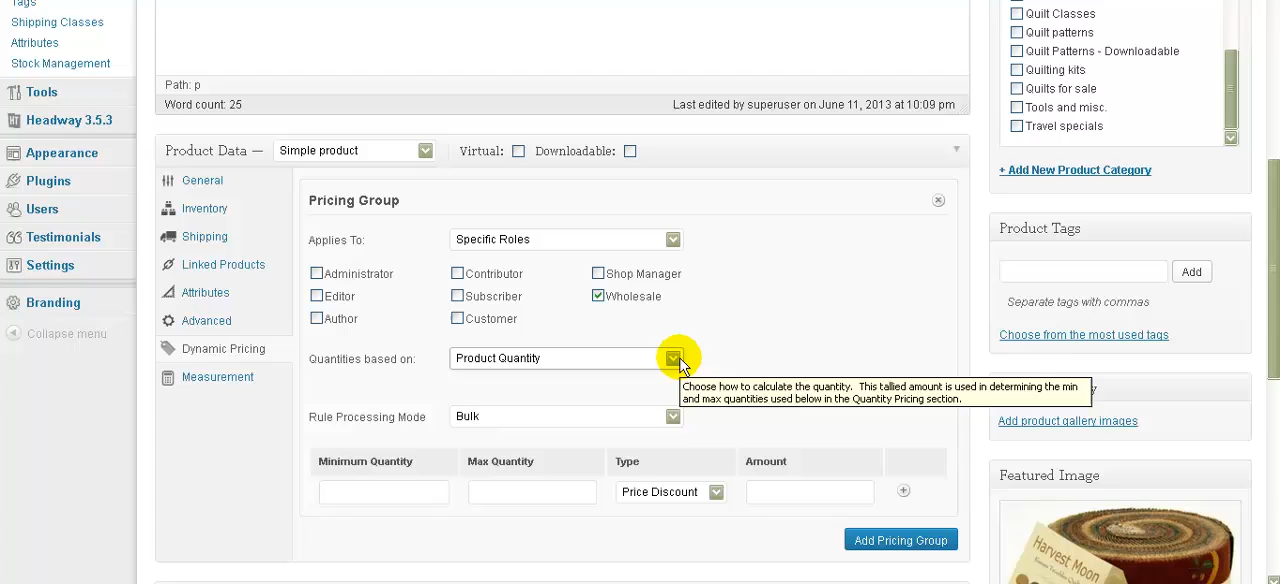 Tags
Shipping Classes
Attributes
Stock Management
Tools
Headway 3.5.3
Appearance
Plugins
Users
Testimonials
Settings
Branding
Collapse menu
Path: p
Word count: 25
Last edited by superuser on June 11, 2013 at 10:09 pm
Product Data —
Simple product
Virtual:
Downloadable:
General
Inventory
Shipping
Linked Products
Attributes
Advanced
Dynamic Pricing
Measurement
Pricing Group
Applies To:
Specific Roles
Administrator
Contributor
Shop Manager
Editor
Subscriber
Wholesale
Author
Customer
Quantities based on:
Product Quantity
Choose how to calculate the quantity. This tallied amount is used in determining the min
and max quantities used below in the Quantity Pricing section.
Rule Processing Mode
Bulk
Minimum Quantity
Max Quantity
Type
Amount
Price Discount
Add Pricing Group
Quilt Classes
Quilt patterns
Quilt Patterns - Downloadable
Quilting kits
Quilts for sale
Tools and misc.
Travel specials
+ Add New Product Category
Product Tags
Add
Separate tags with commas
Choose from the most used tags
Add product gallery images
Featured Image
Harvest Moon